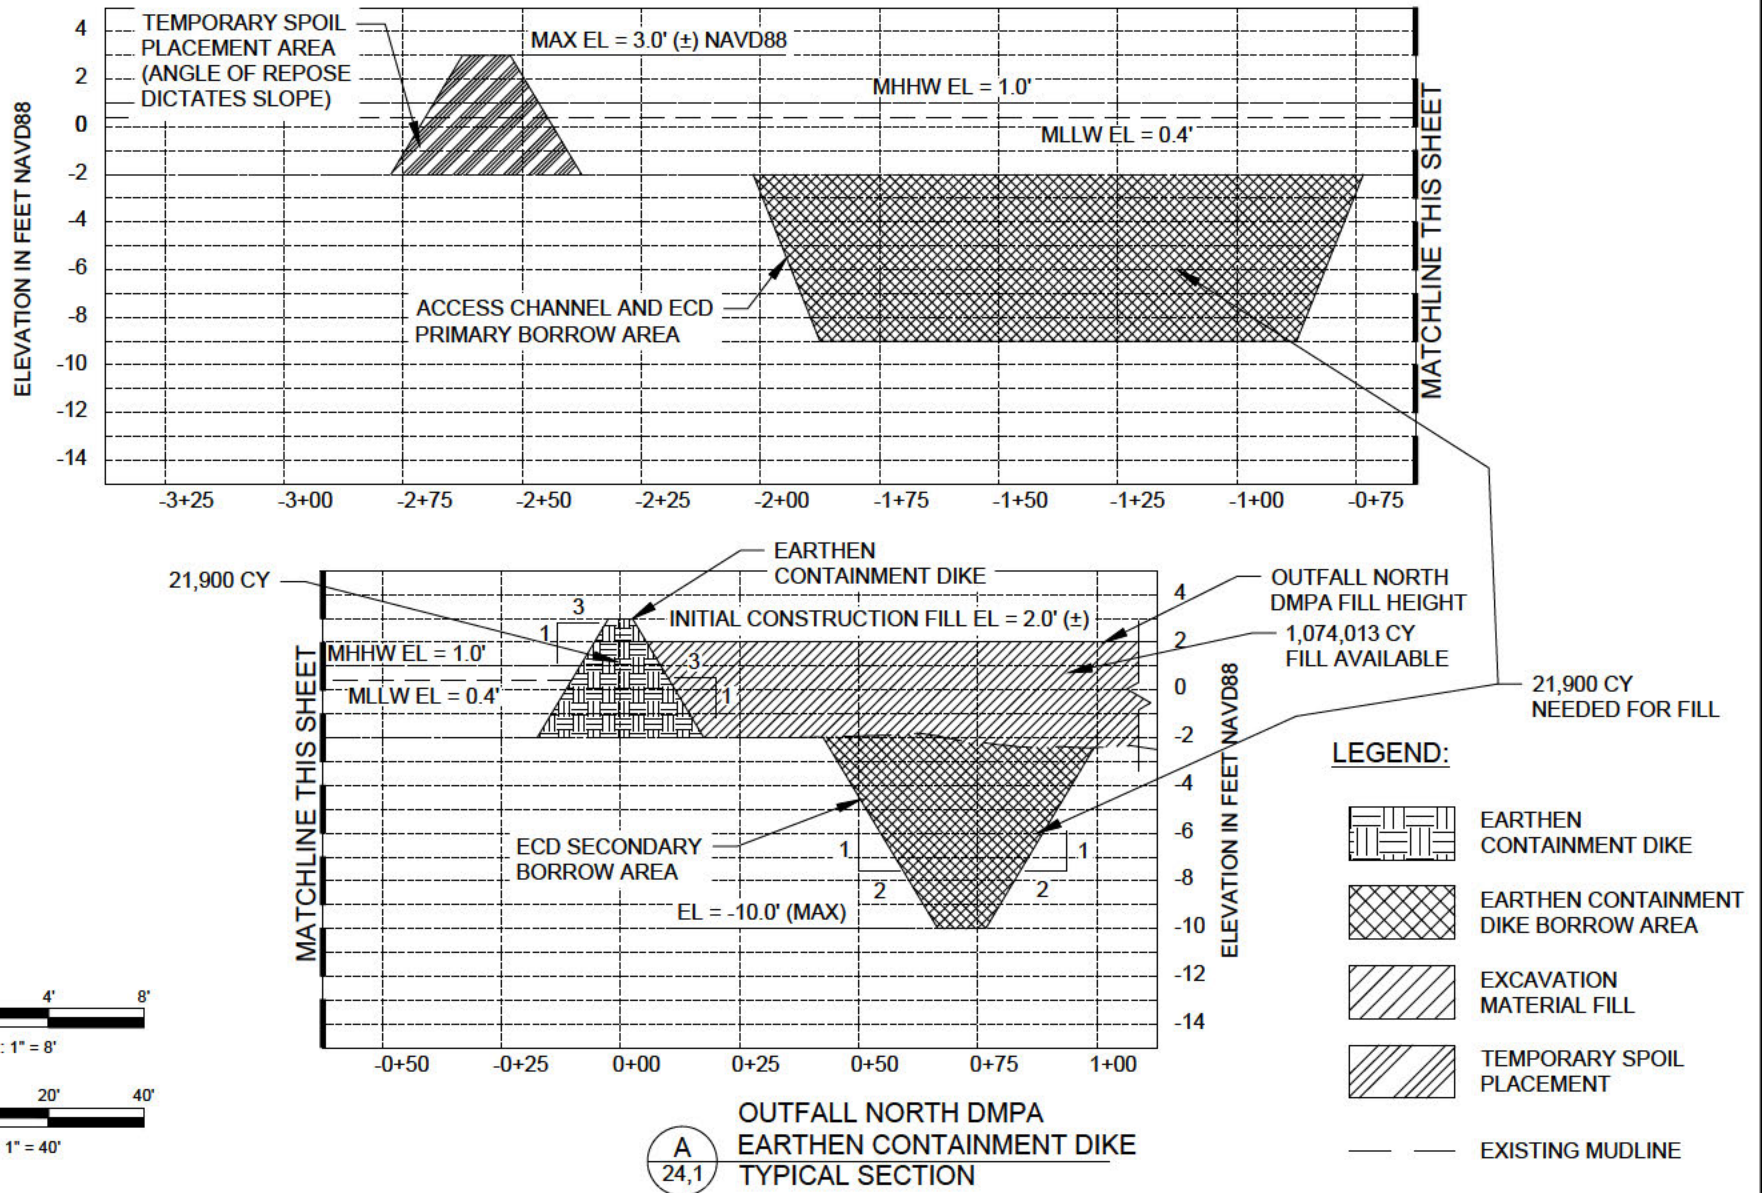 ELEVATION IN FEET NAVD88
4
2
0
-2
-4
-6
-8
-10
-12
-14
TEMPORARY SPOIL
PLACEMENT AREA
(ANGLE OF REPOSE
DICTATES SLOPE)
MAX EL = 3.0' (±) NAVD88
MHHW EL = 1.0'
MLLW EL = 0.4'
ACCESS CHANNEL AND ECD
PRIMARY BORROW AREA
MATCHLINE THIS SHEET
-3+25 -3+00 -2+75 -2+50 -2+25 -2+00 -1+75 -1+50 -1+25 -1+00 -0+75
21,900 CY
EARTHEN
CONTAINMENT DIKE
3
1
INITIAL CONSTRUCTION FILL EL = 2.0' (±)
MATCHLINE THIS SHEET
MHHW EL = 1.0'
MLLW EL = 0.4'
3
1
ECD SECONDARY
BORROW AREA
1
2
1
2
EL = -10.0' (MAX)
4
2
0
-2
-4
-6
-8
-10
-12
-14
ELEVATION IN FEET NAVD88
OUTFALL NORTH
DMPA FILL HEIGHT
1,074,013 CY
FILL AVAILABLE
21,900 CY
NEEDED FOR FILL
-0+50 -0+25 0+00 0+25 0+50 0+75 1+00
LEGEND:
EARTHEN
CONTAINMENT DIKE
EARTHEN CONTAINMENT
DIKE BORROW AREA
EXCAVATION
MATERIAL FILL
TEMPORARY SPOIL
PLACEMENT
EXISTING MUDLINE
4' 8'
: 1" = 8'
20' 40'
1" = 40'
A
24,1
OUTFALL NORTH DMPA
EARTHEN CONTAINMENT DIKE
TYPICAL SECTION